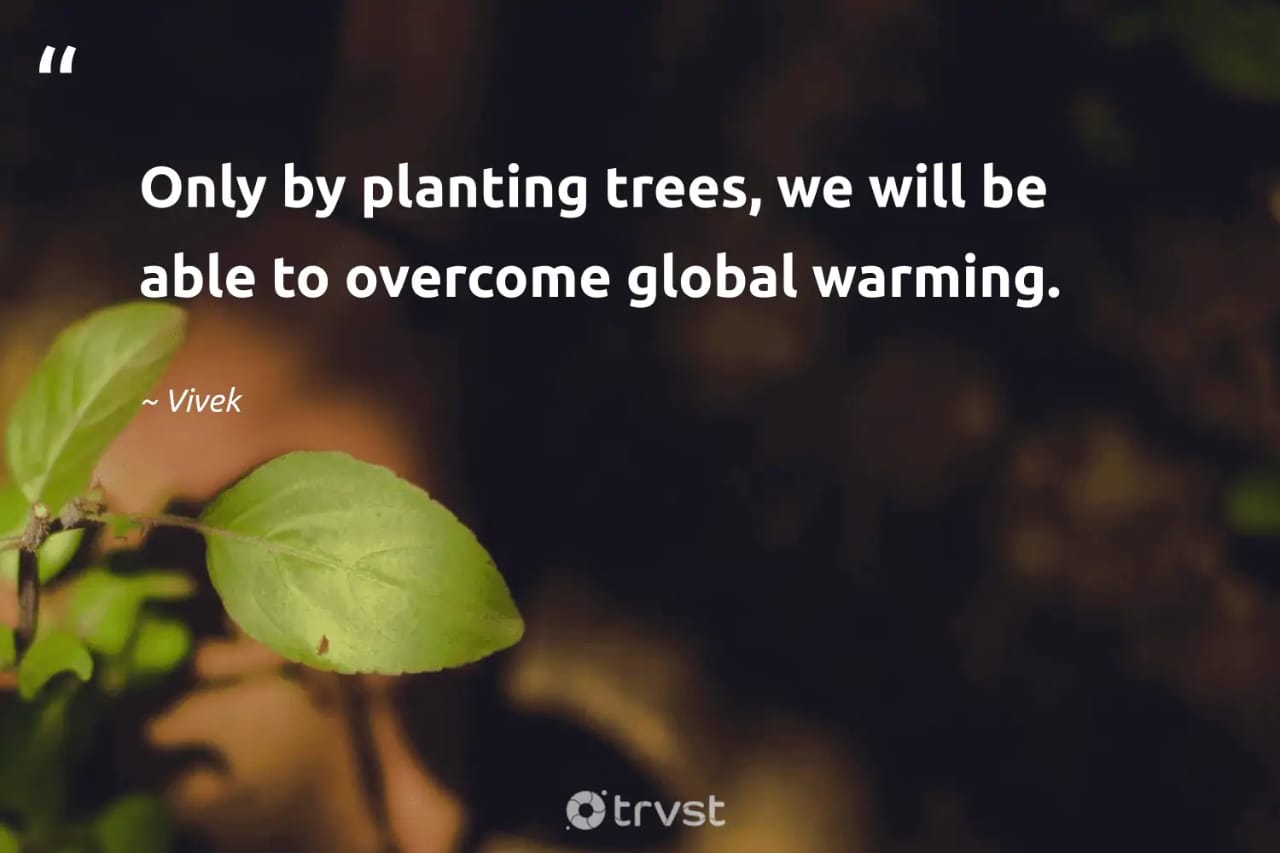 “
Only by planting trees, we will be
able to overcome global warming.
~ Vivek
trvst